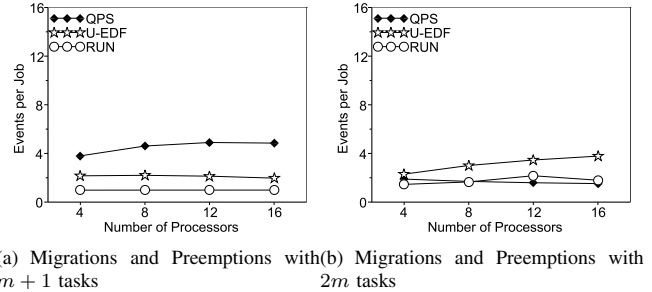 16
12
8
4
0
Events per Job
QPS
U-EDF
RUN
4 8 12 16
Number of Processors
16
12
8
4
0
Events per Job
QPS
U-EDF
RUN
4 8 12 16
Number of Processors
(a) Migrations and Preemptions with
m + 1 tasks
(b) Migrations and Preemptions with
2m tasks